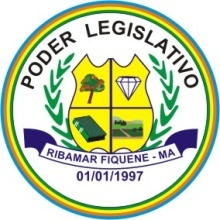 PODER LEGISLATIVO
RIBAMAR FIQUENE - MA
01/01/1997